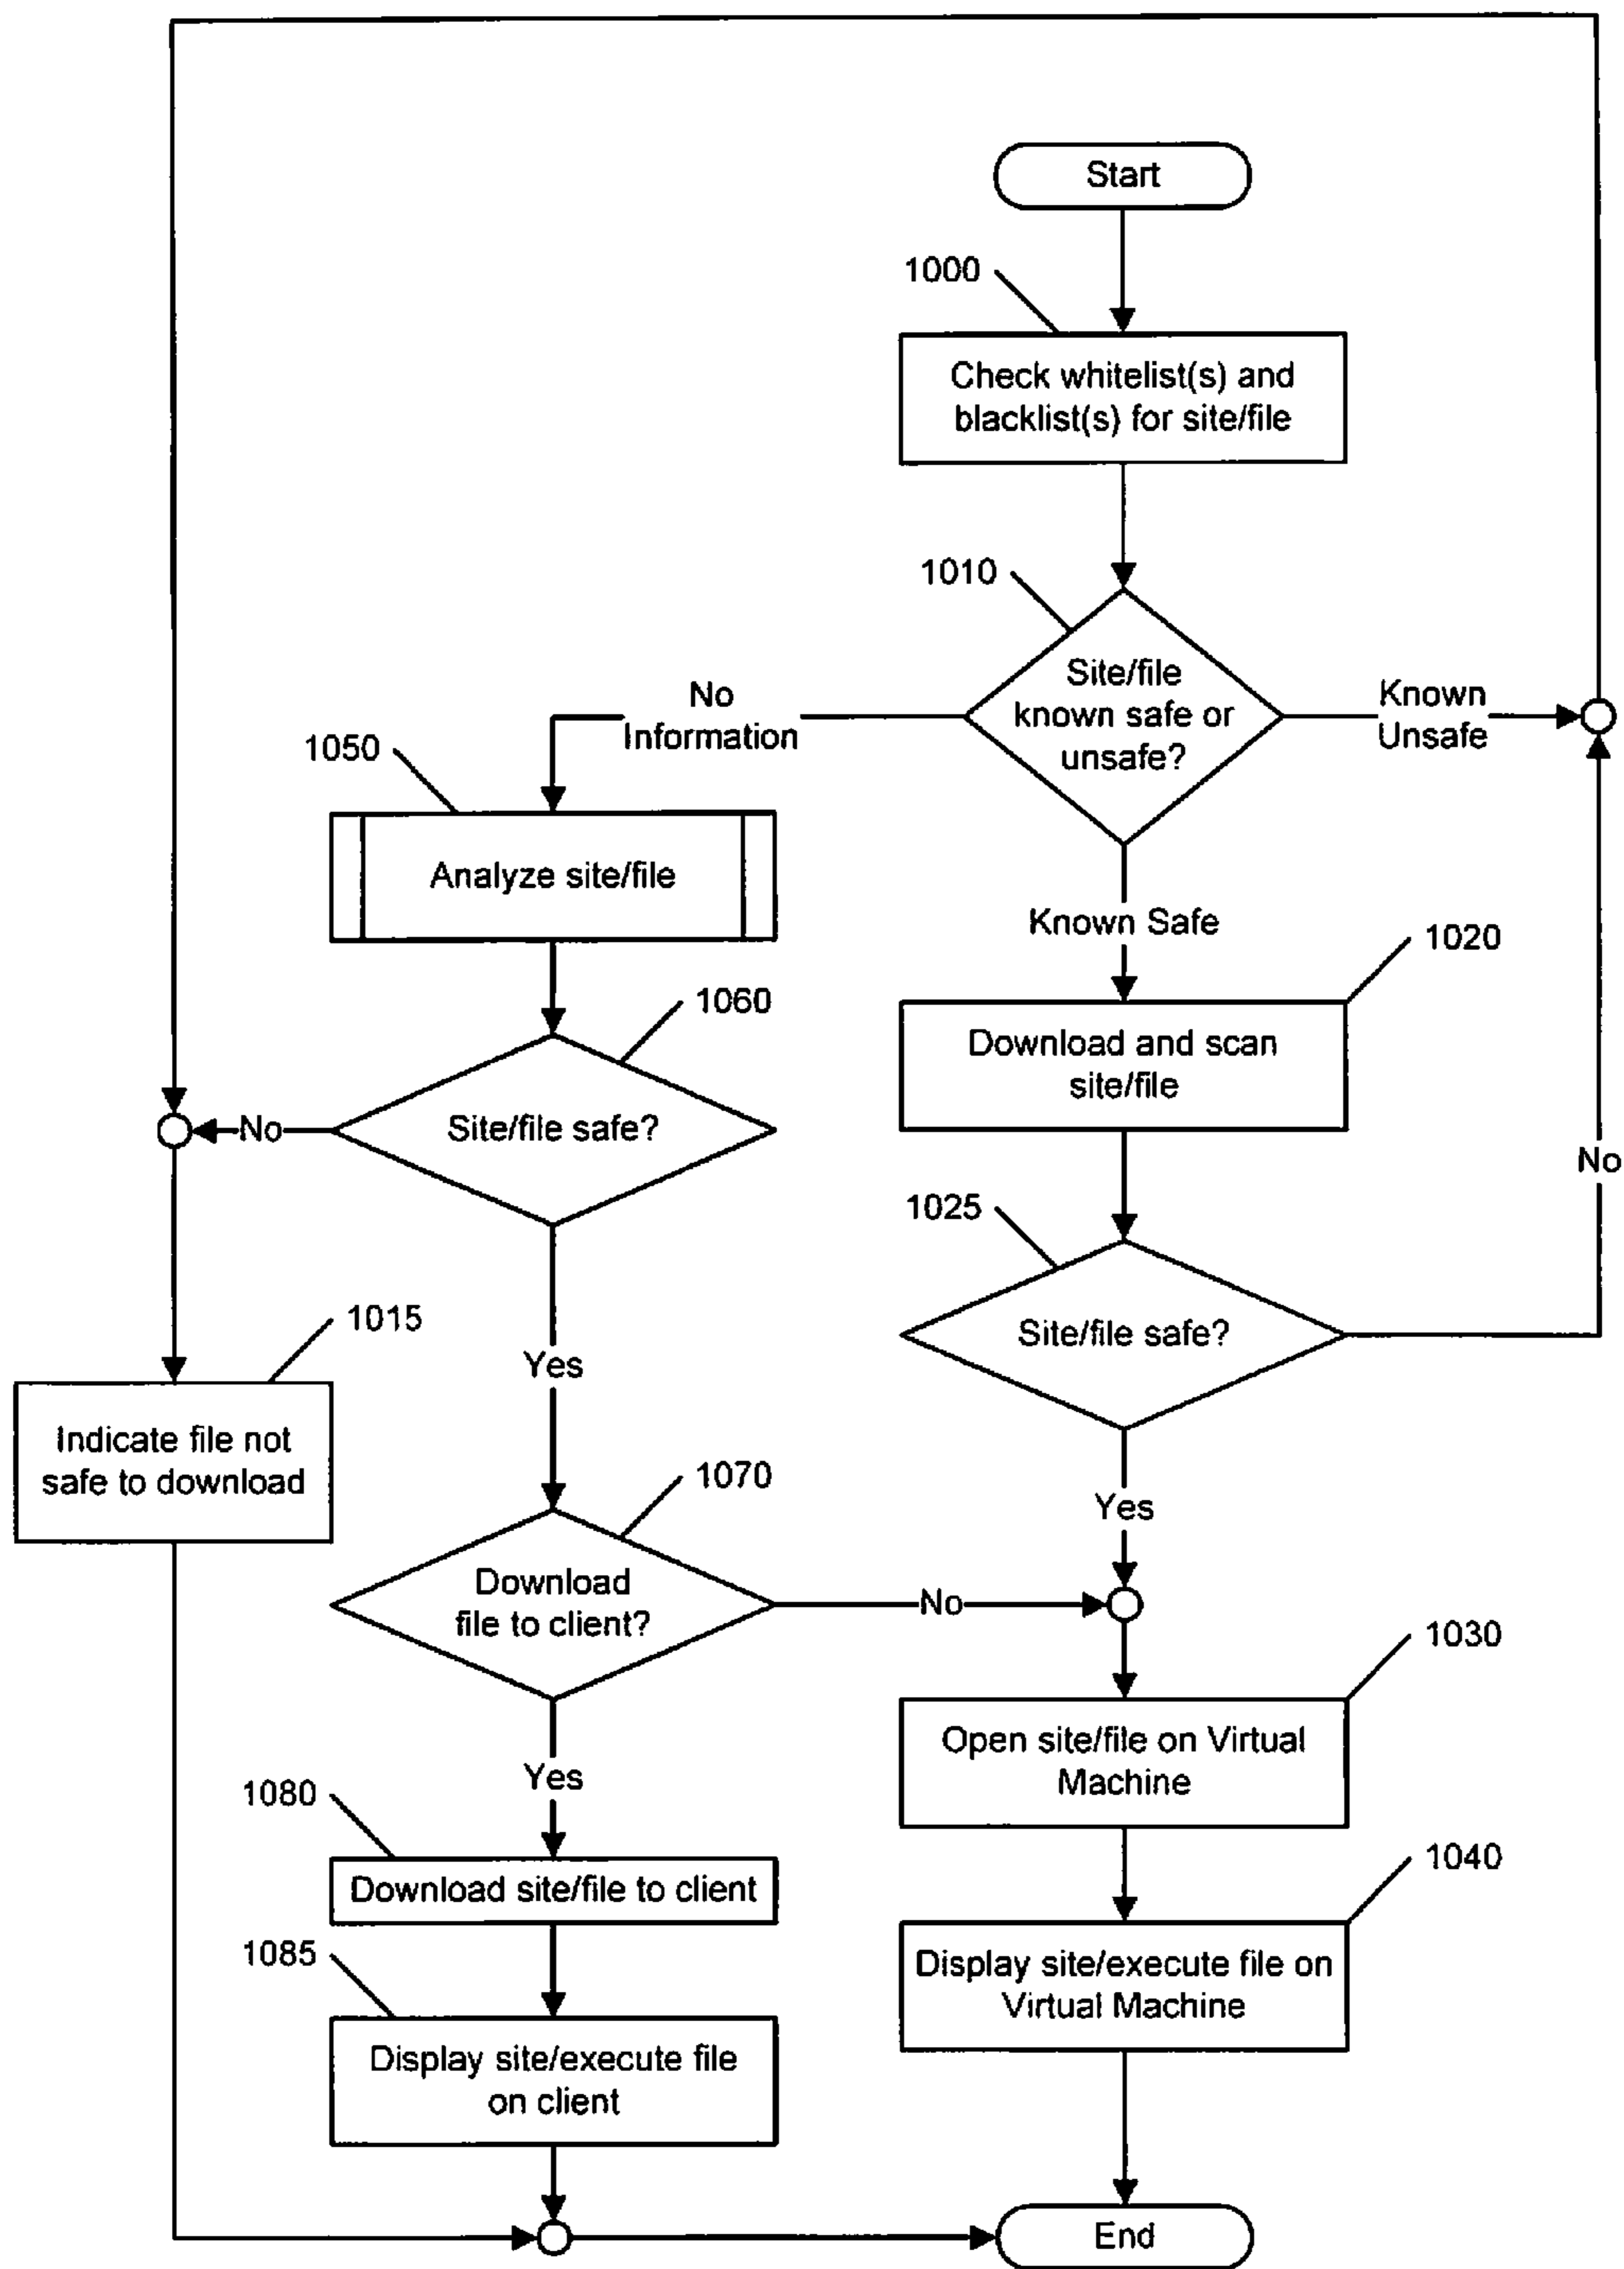 Start
1000
Check whitelist(s) and
blacklist(s) for site/file
1010
Site/file
known safe or
unsafe?
No
Information
Known
Unsafe
1050
Analyze site/file
Known Safe
1020
1060
Download and scan
site/file
Site/file safe?
No
No
1025
Site/file safe?
1015
Yes
Indicate file not
safe to download
1070
Yes
Download
file to client?
No
1030
Open site/file on Virtual
Machine
Yes
1080
Download site/file to client
1040
1085
Display site/execute file on
Virtual Machine
Display site/execute file
on client
End